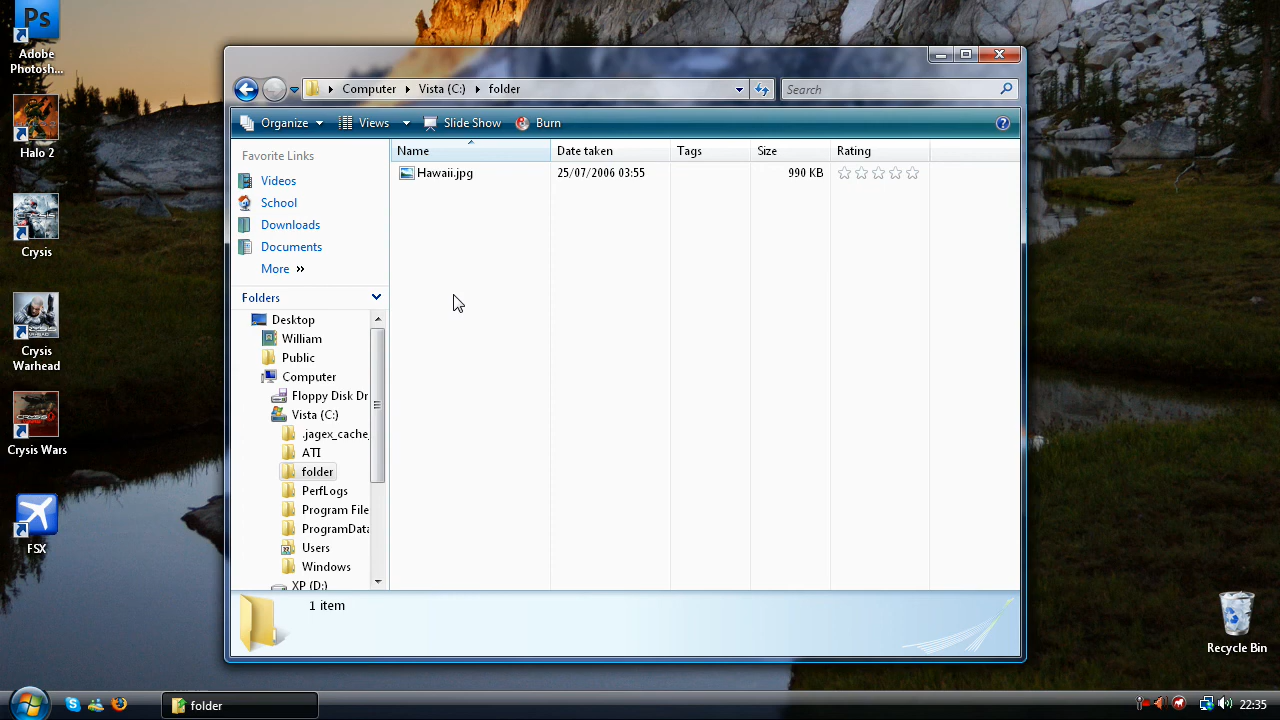 Adobe
Photosh...
Halo 2
Crysis
Crysis
Warhead
Crysis Wars
FSX
Computer
Vista (C:)
folder
Search
Organize
Views
Slide Show
Burn
Favorite Links
Videos
School
Downloads
Documents
More
Folders
Desktop
William
Public
Computer
Floppy Disk Dr
Vista (C:)
.jagex_cache_
ATI
folder
PerfLogs
Program File
ProgramData
Users
Windows
XP (D:)
Name Date taken Tags Size Rating
Hawaii.jpg 25/07/2006 03:55 990 KB
1 item
Recycle Bin
folder
22:35